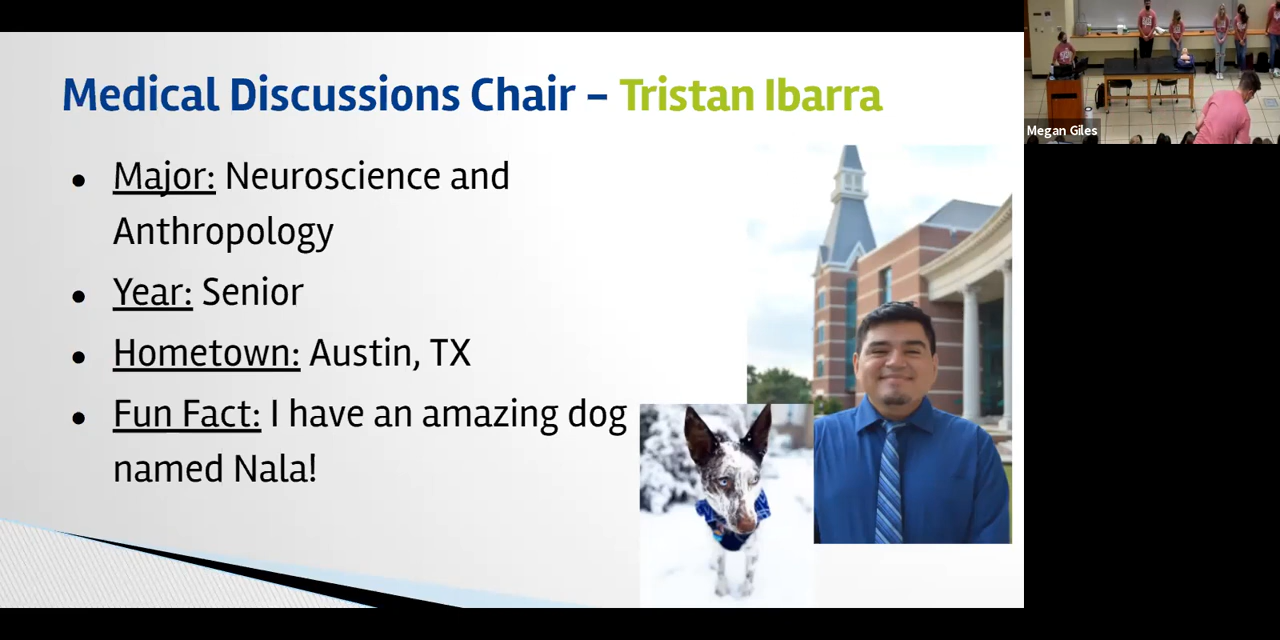 Medical Discussions Chair – Tristan Ibarra
● Major: Neuroscience and
Anthropology
● Year: Senior
● Hometown: Austin, TX
● Fun Fact: I have an amazing dog
named Nala!
Megan Giles